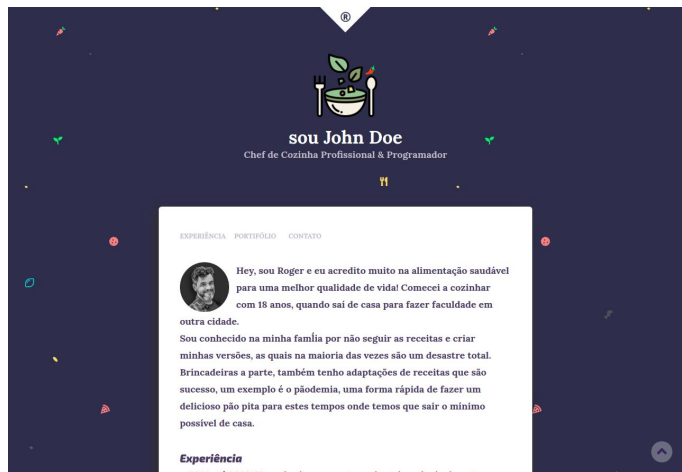 ®
sou John Doe
Chef de Cozinha Profissional & Programador
EXPERIÊNCIA PORTIFÓLIO CONTATO
Hey, sou Roger e eu acredito muito na alimentação saudável
para uma melhor qualidade de vida! Comecei a cozinhar
com 18 anos, quando saí de casa para fazer faculdade em
outra cidade.
Sou conhecido na minha família por não seguir as receitas e criar
minhas versões, as quais na maioria das vezes são um desastre total.
Brincadeiras a parte, também tenho adaptações de receitas que são
sucesso, um exemplo é o pãodemia, uma forma rápida de fazer um
delicioso pão pita para estes tempos onde temos que sair o mínimo
possível de casa.
Experiência